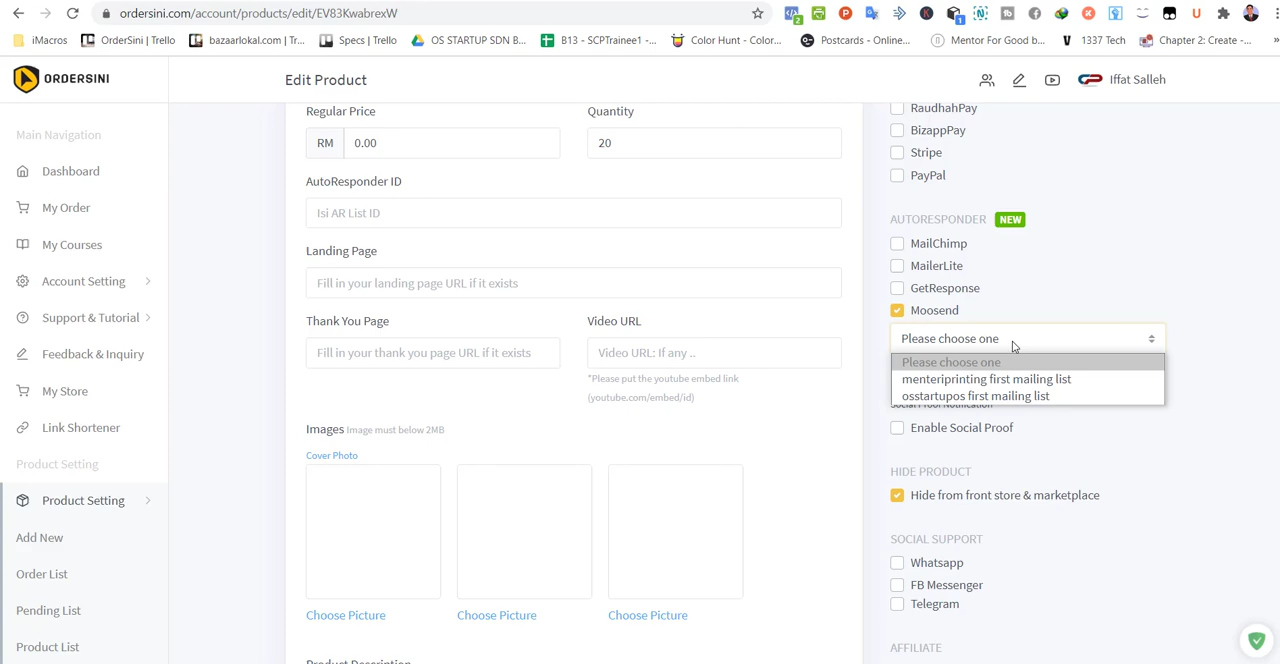 ordersini.com/account/products/edit/EV83KwabrexW
iMacros
OrderSini | Trello
bazaarlokal.com | T...
Specs | Trello
OS STARTUP SDN B...
B13 - SCPTrainee1 -...
Color Hunt - Color...
Postcards - Online...
Mentor For Good b...
1337 Tech
Chapter 2: Create -...
ORDERSINI
Edit Product
Iffat Salleh
Main Navigation
Dashboard
My Order
My Courses
Account Setting
Support & Tutorial
Feedback & Inquiry
My Store
Link Shortener
Product Setting
Product Setting
Add New
Order List
Pending List
Product List
Regular Price
Quantity
RM
0.00
20
AutoResponder ID
Isi AR List ID
Landing Page
Fill in your landing page URL if it exists
Thank You Page
Video URL
Fill in your thank you page URL if it exists
Video URL: If any ..
*Please put the youtube embed link
(youtube.com/embed/id)
Images Image must below 2MB
Cover Photo
Choose Picture
Choose Picture
Choose Picture
Product Description
RaudhahPay
BizappPay
Stripe
PayPal
AUTORESPONDER NEW
MailChimp
MailerLite
GetResponse
Moosend
Please choose one
Please choose one
menteriprinting first mailing list
osstartupos first mailing list
Social Proof Notification
Enable Social Proof
HIDE PRODUCT
Hide from front store & marketplace
SOCIAL SUPPORT
Whatsapp
FB Messenger
Telegram
AFFILIATE